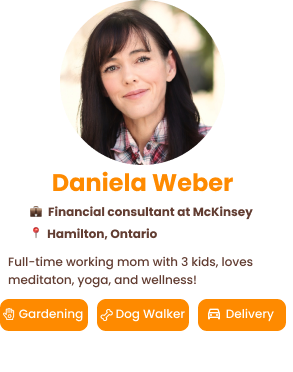 Daniela Weber
Financial consultant at McKinsey
Hamilton, Ontario
Full-time working mom with 3 kids, loves
meditaton, yoga, and wellness!
Gardening Dog Walker Delivery